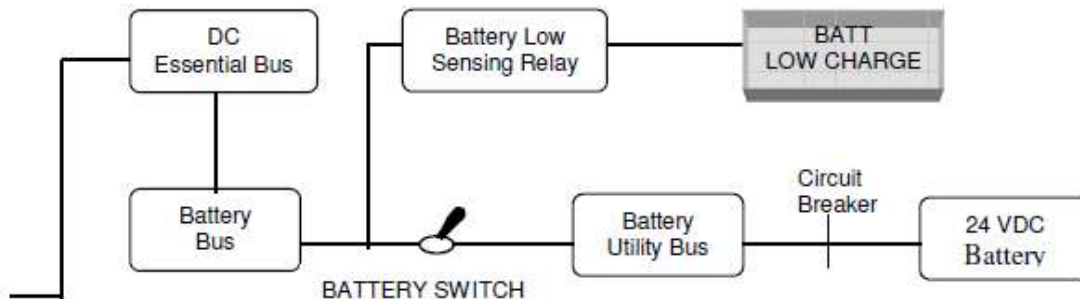 DC
Essential Bus
Battery Low
Sensing Relay
BATT
LOW CHARGE
Battery
Bus
BATTERY SWITCH
Battery
Utility Bus
Circuit
Breaker
24 VDC
Battery